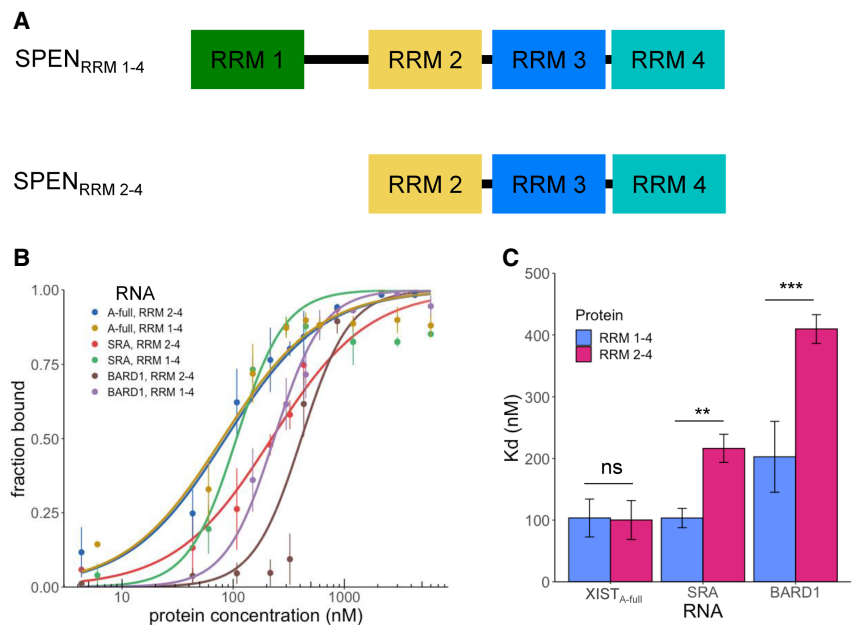 A
SPENRRM 1-4
RRM 1
RRM 2
RRM 3
RRM 4
SPENRRM 2-4
RRM 2
RRM 3
RRM 4
B
RNA
A-full, RRM 2-4
A-full, RRM 1-4
SRA, RRM 2-4
SRA, RRM 1-4
BARD1, RRM 2-4
BARD1, RRM 1-4
fraction bound
1.00
0.75
0.50
0.25
0.00
10
100
1000
protein concentration (nM)
C
Kd (nM)
500
400
300
200
100
0
Protein
RRM 1-4
RRM 2-4
ns
**
***
XISTA-full
SRA
BARD1
RNA